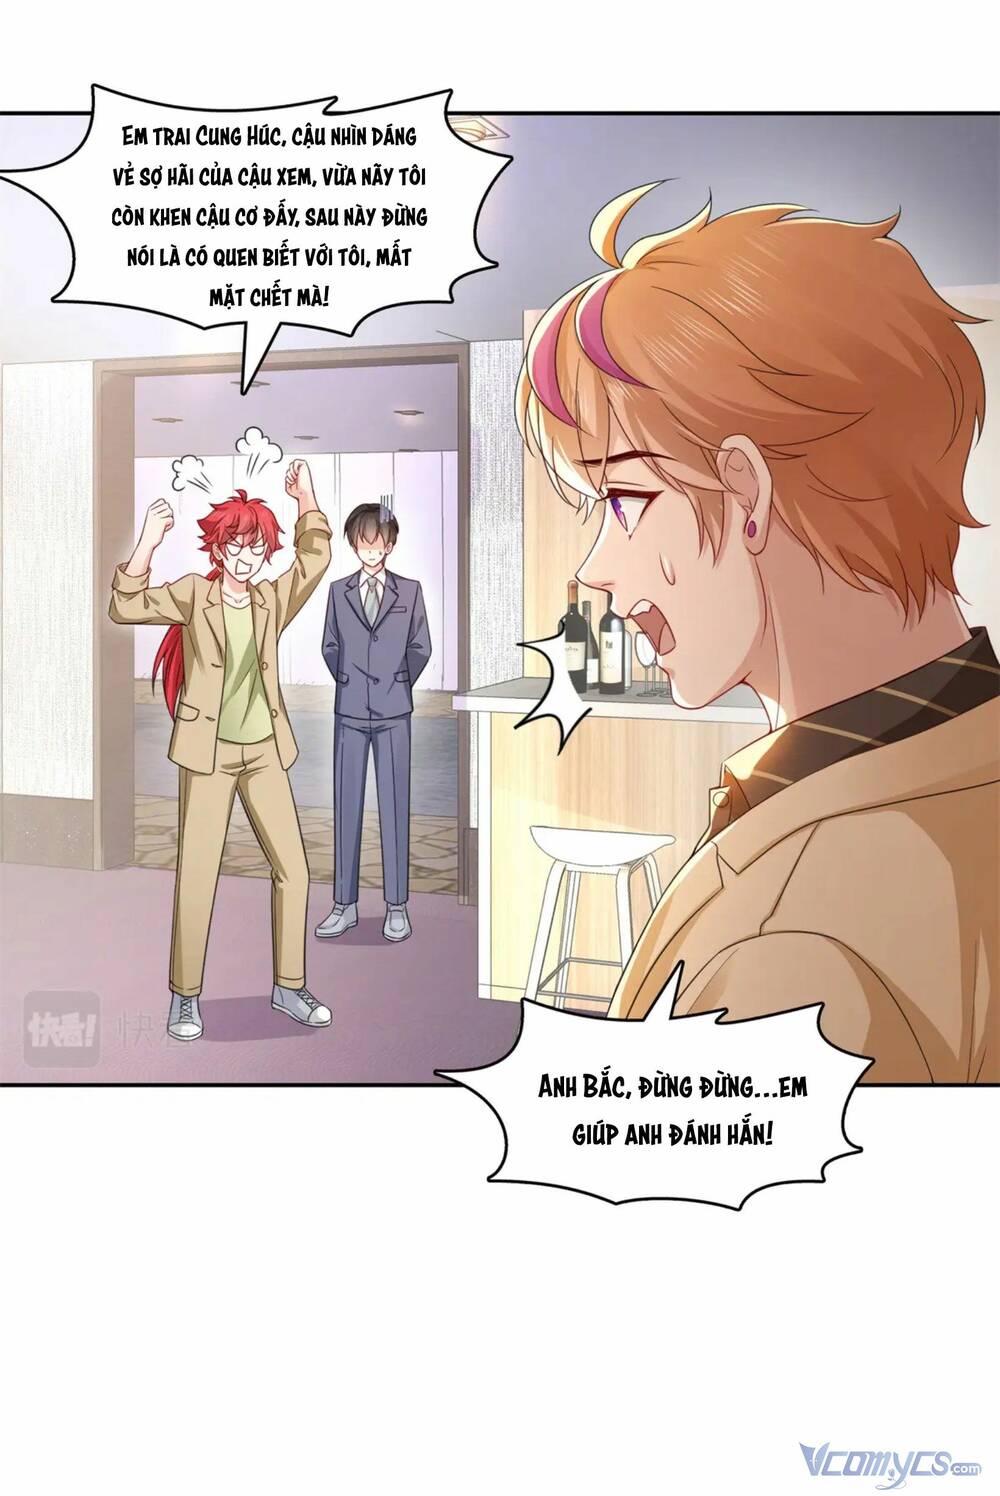 EM TRAI CUNG HÚC, CẬU NHÌN DÁNG
VẺ SỢ HÃI CỦA CẬU XEM, VỪA NÃY TÔI
CÒN KHEN CẬU CƠ ĐẤY, SAU NÀY ĐỪNG
NÓI LÀ CÓ QUEN BIẾT VỚI TÔI, MẤT
MẶT CHẾT MÀ!
快看!
快看
ANH BẮC, ĐỪNG ĐỪNG...EM
GIÚP ANH ĐÁNH HẮN!
VCOMYCS.com